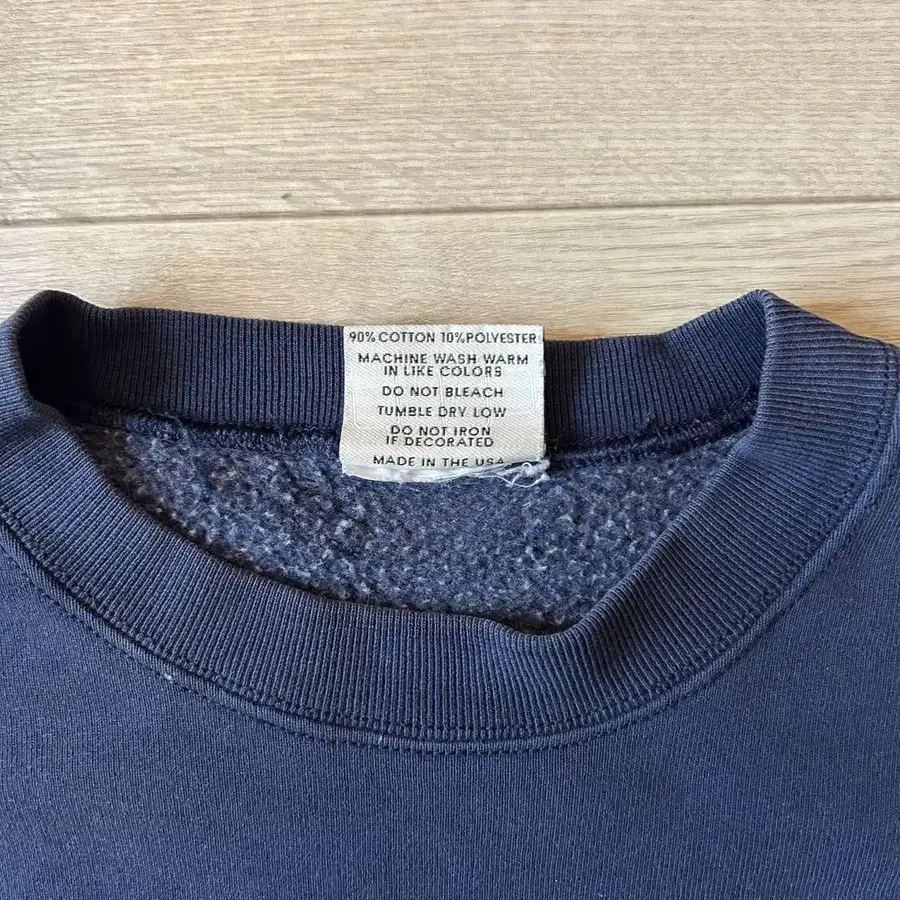 90% COTTON 10% POLYESTER
MACHINE WASH WARM
IN LIKE COLORS
DO NOT BLEACH
TUMBLE DRY LOW
DO NOT IRON
IF DECORATED
MADE IN THE USA